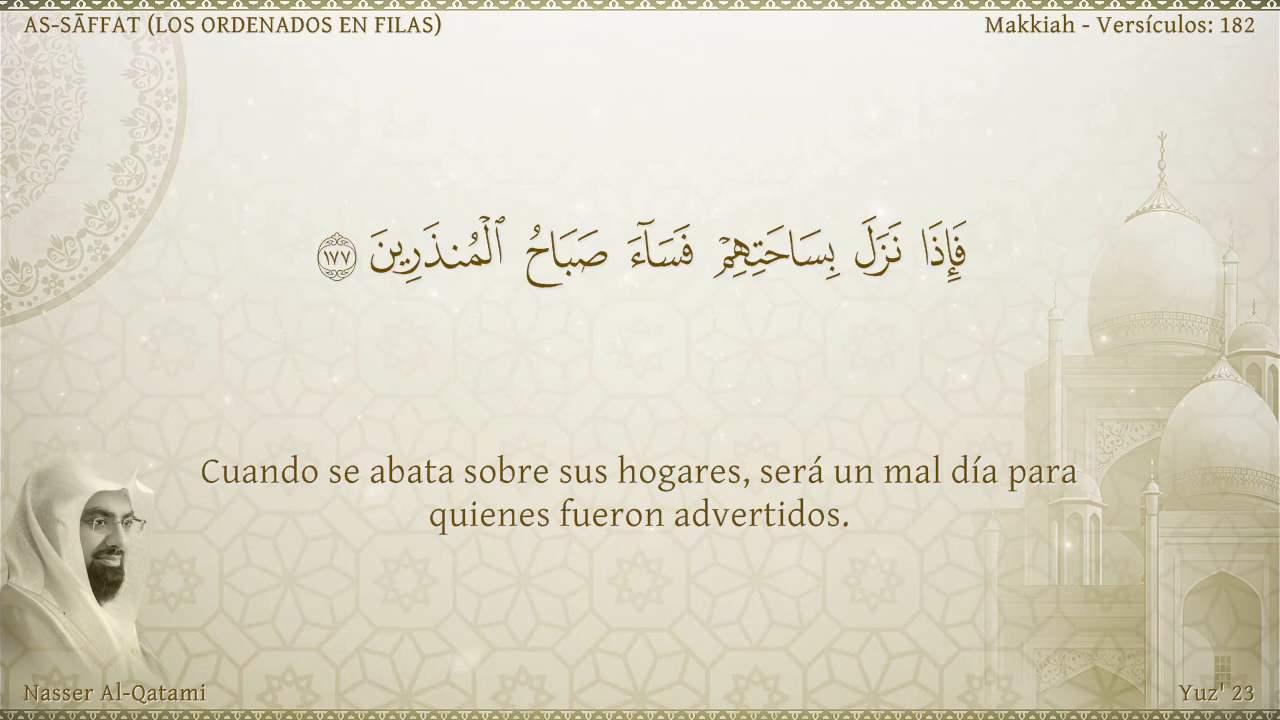 AS-SĀFFAT (LOS ORDENADOS EN FILAS)
Makkiah - Versículos: 182
فَإِذَا نَزَلَ بِسَاحَتِهِمْ فَسَآءَ صَبَاحُ ٱلْمُنذَرِينَ ١٧٧
Cuando se abata sobre sus hogares, será un mal día para
quienes fueron advertidos.
Nasser Al-Qatami
Yuz' 23